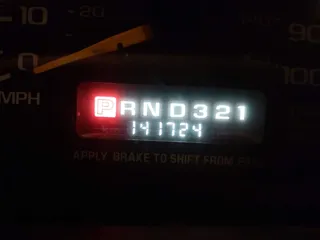 10 20 90
0 100
MPH
PRND321
141724
APPLY BRAKE TO SHIFT FROM